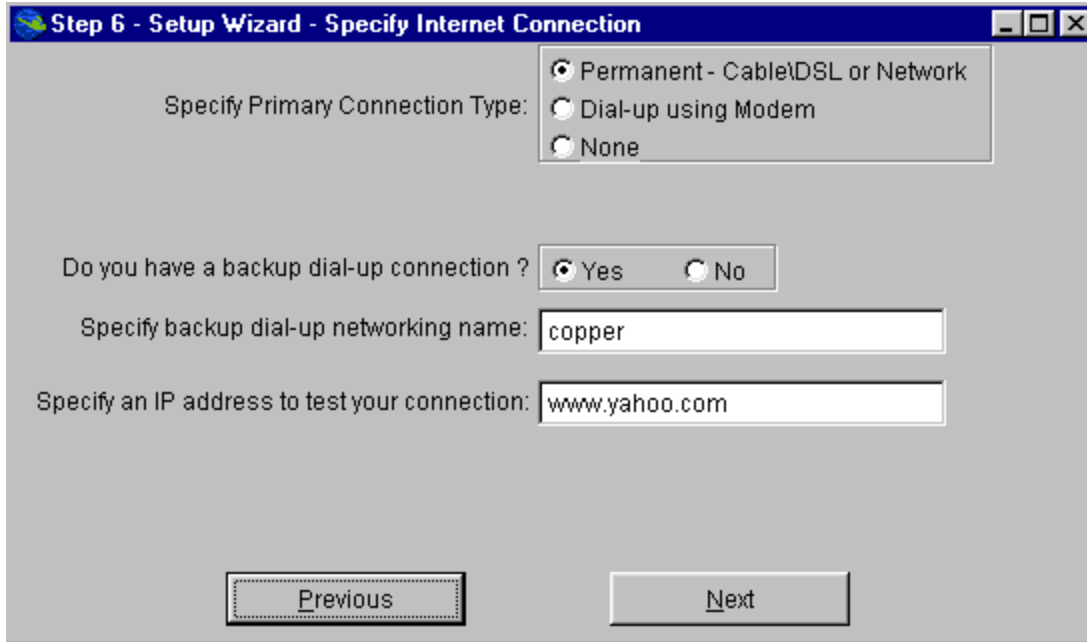 Step 6 - Setup Wizard - Specify Internet Connection
Specify Primary Connection Type:
Permanent - Cable\DSL or Network
Dial-up using Modem
None
Do you have a backup dial-up connection ? Yes No
Specify backup dial-up networking name: copper
Specify an IP address to test your connection: www.yahoo.com
Previous Next